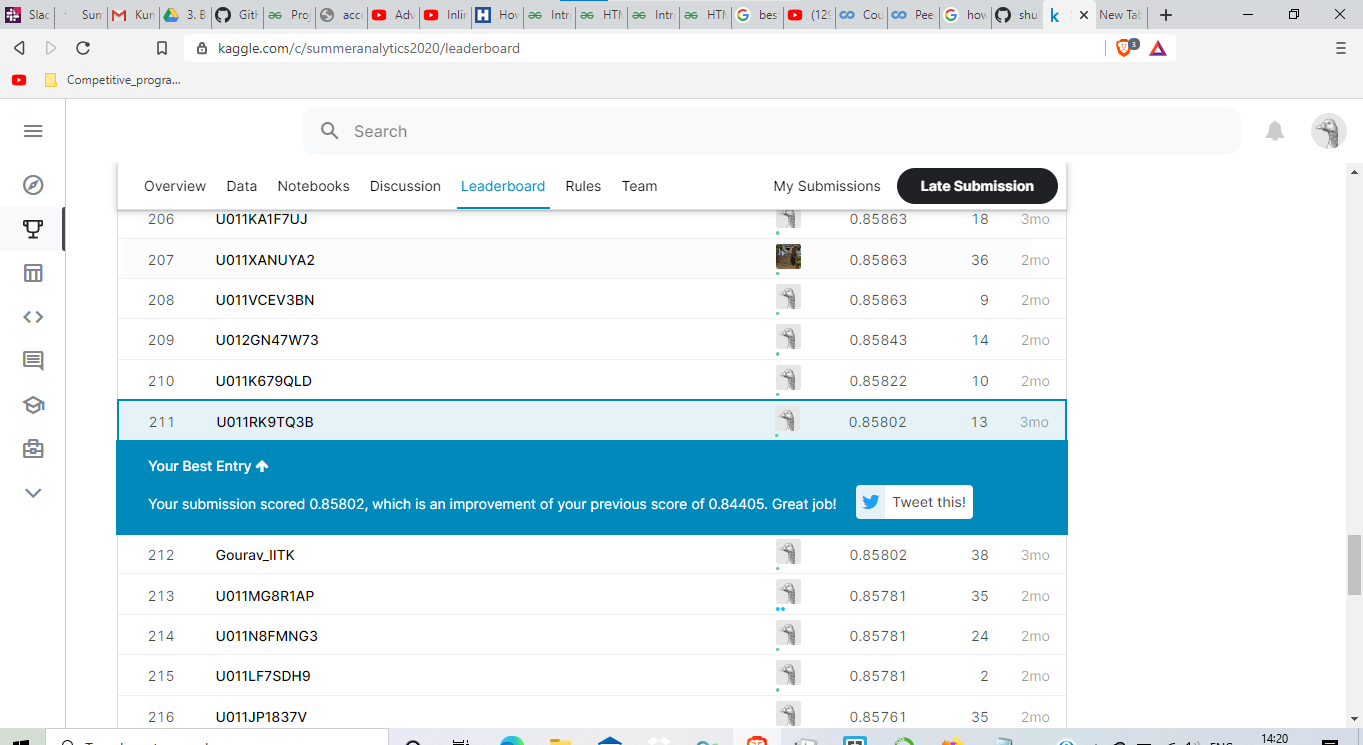 Slac Sum Kun 3. B Gitl Proj acce Adv Inlin Hov Intr HTM Intr HTM bes (129 Cou Pee how shu k New Tab
kaggle.com/c/summeranalytics2020/leaderboard 3
Competitive_progra...
Search
Overview Data Notebooks Discussion Leaderboard Rules Team My Submissions Late Submission
206 U011KA1F7UJ 0.85863 18 3mo
207 U011XANUYA2 0.85863 36 2mo
208 U011VCEV3BN 0.85863 9 2mo
209 U012GN47W73 0.85843 14 2mo
210 U011K679QLD 0.85822 10 2mo
211 U011RK9TQ3B 0.85802 13 3mo
Your Best Entry
Your submission scored 0.85802, which is an improvement of your previous score of 0.84405. Great job! Tweet this!
212 Gourav_IITK 0.85802 38 3mo
213 U011MG8R1AP 0.85781 35 2mo
214 U011N8FMNG3 0.85781 24 2mo
215 U011LF7SDH9 0.85781 2 2mo
216 U011JP1837V 0.85761 35 2mo
14:20